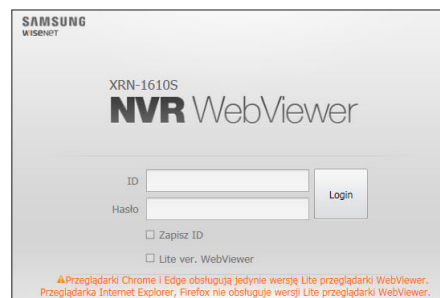 SAMSUNG
WISENET
XRN-1610S
NVR WebViewer
ID
Hasło
Login
Zapisz ID
Lite ver. WebViewer
Przeglądarki Chrome i Edge obsługują jedynie wersję Lite przeglądarki WebViewer.
Przeglądarka Internet Explorer, Firefox nie obsługuje wersji Lite przeglądarki WebViewer.